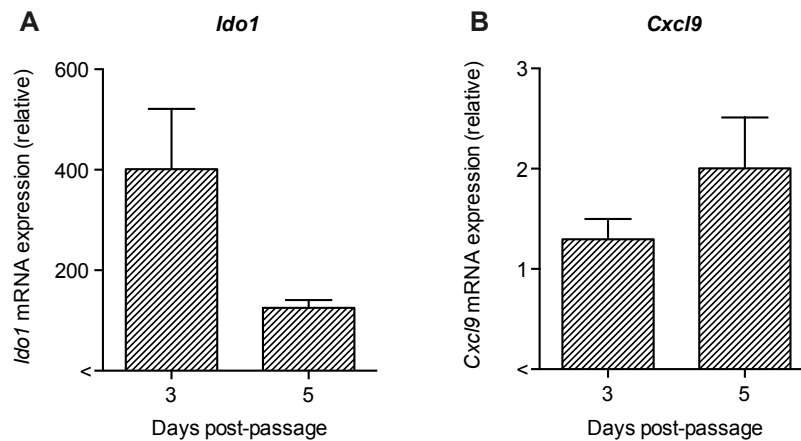 A
Ido1
Ido1 mRNA expression (relative)
600
400
200
<
3
5
Days post-passage
B
Cxcl9
Cxcl9 mRNA expression (relative)
3
2
1
<
3
5
Days post-passage